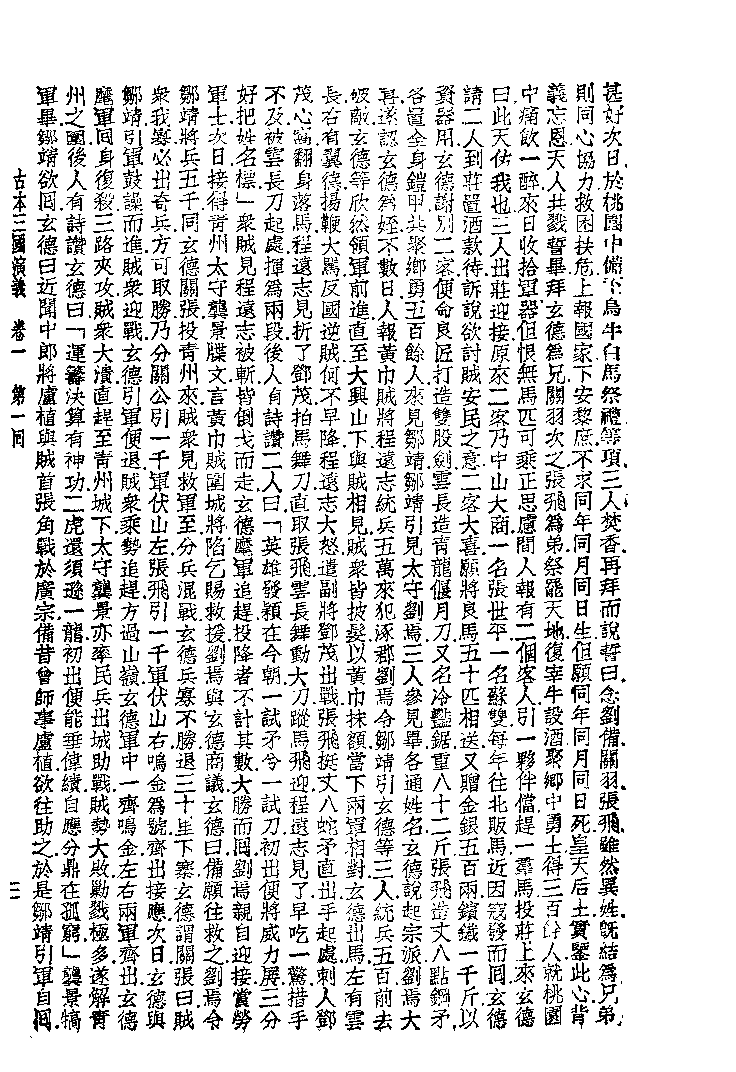 甚好次日於桃園中備下烏牛白馬祭禮等項三人焚香再拜而說誓曰念劉備關羽張飛雖然異姓旣結爲兄弟
則同心協力救困扶危上報國家下安黎庶不求同年同月同日生但願同年同月同日死皇天后土實鑒此心背
義忘恩天人共戮誓畢拜玄德爲兄關羽次之張飛爲弟祭罷天地復宰牛設酒聚鄉中勇士得三百餘人就桃園
中痛飲一醉來日收拾軍器但恨無馬匹可乘正思慮間人報有二個客人引一夥伴儅趕一羣馬投莊上來玄德
曰此天佑我也三人出莊迎接原來二客乃中山大商一名張世平一名蘇雙每年往北販馬近因寇發而囘玄德
請二人到莊置酒款待訴說欲討賊安民之意二客大喜願將良馬五十匹相送又贈金銀五百兩鑌鐵一千斤以
資器用玄德謝別二客便命良匠打造雙股劍雲長造靑龍偃月刀又名冷豔鋸重八十二斤張飛造丈八點鋼矛
各置全身鎧甲共聚鄉勇五百餘人來見鄒靖鄒靖引見太守劉焉三人參見畢各通姓名玄德說起宗派劉焉大
喜遂認玄德爲姪不數日人報黃巾賊將程遠志統兵五萬來犯涿郡劉焉令鄒靖引玄德等三人統兵五百前去
破敵玄德等欣然領軍前進直至大興山下與賊相見賊衆皆披髮以黃巾抹額當下兩軍相對玄德出馬左有雲
長右有翼德揚鞭大罵反國逆賊何不早降程遠志大怒遣副將鄧茂出戰張飛挺丈八蛇矛直出手起處刺人鄧
茂心窩翻身落馬程遠志見折了鄧茂拍馬舞刀直取張飛雲長舞動大刀蹤馬飛迎程遠志見了早吃一驚措手
不及被雲長刀起處揮爲兩段後人有詩讚二人曰「英雄發穎在今朝一試矛兮一試刀初出便將威力展三分
好把姓名標」衆賊見程遠志被斬皆倒戈而走玄德麾軍追趕投降者不計其數大勝而囘劉焉親自迎接賞勞
軍士次日接得靑州太守龔景牒文言黃巾賊圍城將陷乞賜救援劉焉與玄德商議玄德曰備願往救之劉焉令
鄒靖將兵五千同玄德關張投靑州來賊衆見救軍至分兵混戰玄德兵寡不勝退三十里下寨玄德謂關張曰賊
衆我寡必出奇兵方可取勝乃分關公引一千軍伏山左張飛引一千軍伏山右鳴金爲號齊出接應次日玄德與
鄒靖引軍鼓譟而進賊衆迎戰玄德引軍便退賊衆乘勢追趕方過山嶺玄德軍中一齊鳴金左右兩軍齊出玄德
麾軍囘身復殺三路夾攻賊衆大潰直趕至靑州城下太守龔景亦率民兵出城助戰賊勢大敗勦戮極多遂解靑
州之圍後人有詩讚玄德曰「運籌決算有神功二虎還須遜一龍初出便能垂偉績自應分鼎在孤窮」龔景犒
軍畢鄒靖欲囘玄德曰近聞中郎將盧植與賊首張角戰於廣宗備昔曾師事盧植欲往助之於是鄒靖引軍自囘
古本三國演義　卷一　第一囘
二